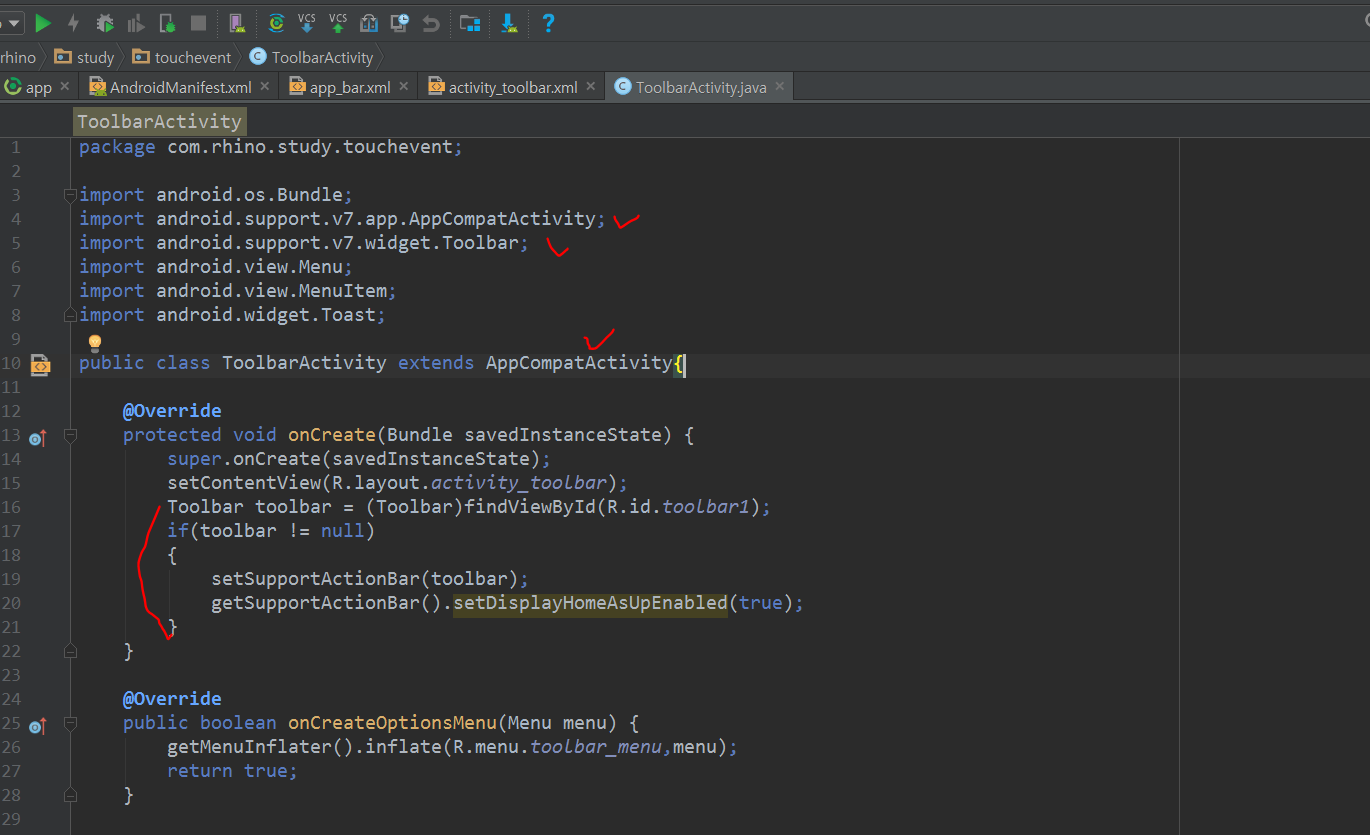 VCS VCS ?
rhino study touchevent ToolbarActivity
app AndroidManifest.xml app_bar.xml activity_toolbar.xml ToolbarActivity.java
ToolbarActivity
1 package com.rhino.study.touchevent;
2
3 import android.os.Bundle;
4 import android.support.v7.app.AppCompatActivity;
5 import android.support.v7.widget.Toolbar;
6 import android.view.Menu;
7 import android.view.MenuItem;
8 import android.widget.Toast;
9
10 public class ToolbarActivity extends AppCompatActivity{
11
12 @Override
13 protected void onCreate(Bundle savedInstanceState) {
14 super.onCreate(savedInstanceState);
15 setContentView(R.layout.activity_toolbar);
16 Toolbar toolbar = (Toolbar)findViewById(R.id.toolbar1);
17 if(toolbar != null)
18 {
19 setSupportActionBar(toolbar);
20 getSupportActionBar().setDisplayHomeAsUpEnabled(true);
21 }
22 }
23
24 @Override
25 public boolean onCreateOptionsMenu(Menu menu) {
26 getMenuInflater().inflate(R.menu.toolbar_menu,menu);
27 return true;
28 }
29